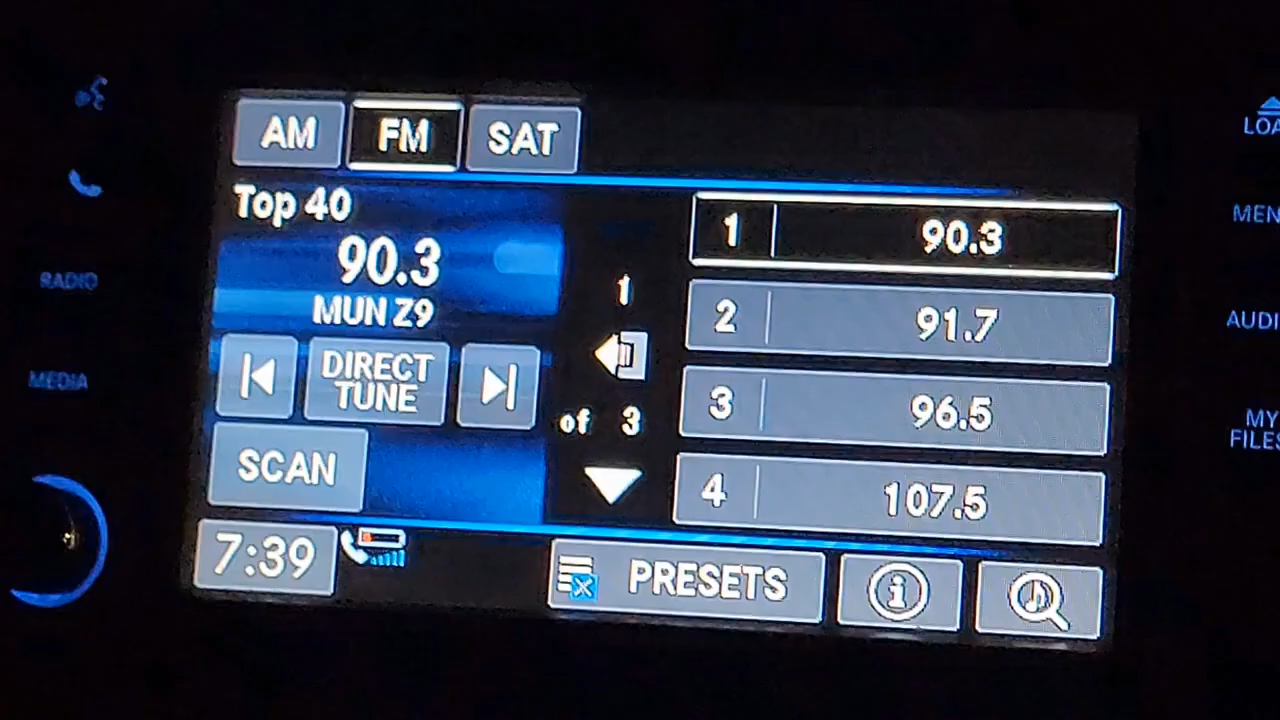 AM FM SAT
Top 40
90.3
MUN Z9
DIRECT
TUNE
SCAN
7:39
1
of 3
1 90.3
2 91.7
3 96.5
4 107.5
PRESETS
RADIO
MEDIA
LOA
MEN
AUDI
MY
FILES